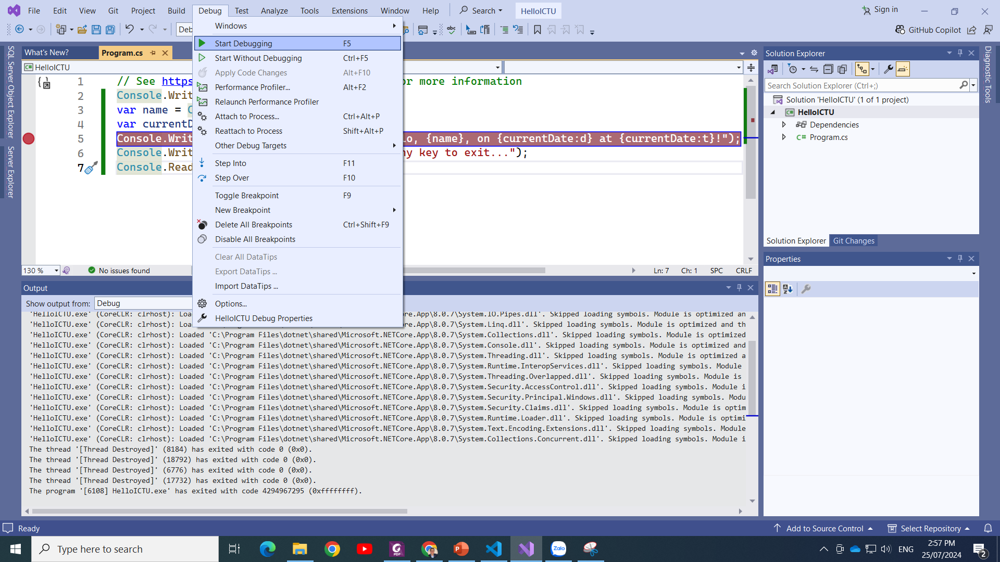 File Edit View Git Project Build Debug Test Analyze Tools Extensions Window Help Search HelloICTU Sign in
Deb
abc
GitHub Copilot
What's New? Program.cs
HelloICTU
SQL Server Object Explorer
Server Explorer
Windows
Start Debugging F5
Start Without Debugging Ctrl+F5
Apply Code Changes Alt+F10
Performance Profiler... Alt+F2
Relaunch Performance Profiler
Attach to Process... Ctrl+Alt+P
Reattach to Process Shift+Alt+P
Other Debug Targets
Step Into F11
Step Over F10
Toggle Breakpoint F9
New Breakpoint
Delete All Breakpoints Ctrl+Shift+F9
Disable All Breakpoints
Clear All DataTips
Export DataTips ...
Import DataTips ...
Options...
HelloICTU Debug Properties
1 // See https or more information
2 Console.Writ
3 var name = C
4 var currentD
5 Console.Writ lo, {name}, on {currentDate:d} at {currentDate:t}!");
6 Console.Writ ny key to exit...");
7 Console.Read
130 % No issues found Ln: 7 Ch: 1 SPC CRLF
Output
Show output from: Debug
'HelloICTU.exe' (CoreCLR: clrhost): Loa re.App\8.0.7\System.IO.Pipes.dll'. Skipped loading symbols. Module is optimized an
'HelloICTU.exe' (CoreCLR: clrhost): Loaded 'C:\Program Files\dotnet\shared\Microsoft.NETCore.App\8.0.7\System.Linq.dll'. Skipped loading symbols. Module is optimized and th
'HelloICTU.exe' (CoreCLR: clrhost): Loaded 'C:\Program Files\dotnet\shared\Microsoft.NETCore.App\8.0.7\System.Collections.dll'. Skipped loading symbols. Module is optimized
'HelloICTU.exe' (CoreCLR: clrhost): Loaded 'C:\Program Files\dotnet\shared\Microsoft.NETCore.App\8.0.7\System.Console.dll'. Skipped loading symbols. Module is optimized and
'HelloICTU.exe' (CoreCLR: clrhost): Loaded 'C:\Program Files\dotnet\shared\Microsoft.NETCore.App\8.0.7\System.Threading.dll'. Skipped loading symbols. Module is optimized a
'HelloICTU.exe' (CoreCLR: clrhost): Loaded 'C:\Program Files\dotnet\shared\Microsoft.NETCore.App\8.0.7\System.Runtime.InteropServices.dll'. Skipped loading symbols. Module
'HelloICTU.exe' (CoreCLR: clrhost): Loaded 'C:\Program Files\dotnet\shared\Microsoft.NETCore.App\8.0.7\System.Threading.Overlapped.dll'. Skipped loading symbols. Module is
'HelloICTU.exe' (CoreCLR: clrhost): Loaded 'C:\Program Files\dotnet\shared\Microsoft.NETCore.App\8.0.7\System.Security.AccessControl.dll'. Skipped loading symbols. Module i
'HelloICTU.exe' (CoreCLR: clrhost): Loaded 'C:\Program Files\dotnet\shared\Microsoft.NETCore.App\8.0.7\System.Security.Principal.Windows.dll'. Skipped loading symbols. Modu
'HelloICTU.exe' (CoreCLR: clrhost): Loaded 'C:\Program Files\dotnet\shared\Microsoft.NETCore.App\8.0.7\System.Security.Claims.dll'. Skipped loading symbols. Module is optim
'HelloICTU.exe' (CoreCLR: clrhost): Loaded 'C:\Program Files\dotnet\shared\Microsoft.NETCore.App\8.0.7\System.Runtime.Loader.dll'. Skipped loading symbols. Module is optimi
'HelloICTU.exe' (CoreCLR: clrhost): Loaded 'C:\Program Files\dotnet\shared\Microsoft.NETCore.App\8.0.7\System.Text.Encoding.Extensions.dll'. Skipped loading symbols. Module
'HelloICTU.exe' (CoreCLR: clrhost): Loaded 'C:\Program Files\dotnet\shared\Microsoft.NETCore.App\8.0.7\System.Collections.Concurrent.dll'. Skipped loading symbols. Module i
The thread '[Thread Destroyed]' (8184) has exited with code 0 (0x0).
The thread '[Thread Destroyed]' (18792) has exited with code 0 (0x0).
The thread '[Thread Destroyed]' (6776) has exited with code 0 (0x0).
The thread '[Thread Destroyed]' (17732) has exited with code 0 (0x0).
The program '[6108] HelloICTU.exe' has exited with code 4294967295 (0xffffffff).
Solution Explorer
Search Solution Explorer (Ctrl+;)
Solution 'HelloICTU' (1 of 1 project)
HelloICTU
Dependencies
C# Program.cs
Solution Explorer Git Changes
Properties
Diagnostic Tools
Ready Add to Source Control Select Repository
Type here to search
PDF
Zalo
ENG
2:57 PM
25/07/2024
2